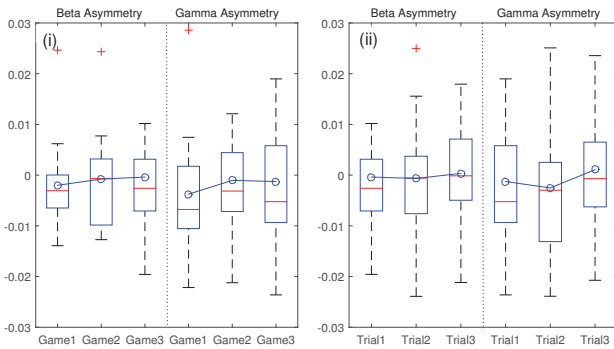 Beta Asymmetry Gamma Asymmetry
(i)
0.03
0.02
0.01
0
-0.01
-0.02
-0.03
Game1 Game2 Game3 Game1 Game2 Game3
Beta Asymmetry Gamma Asymmetry
(ii)
0.03
0.02
0.01
0
-0.01
-0.02
-0.03
Trial1 Trial2 Trial3 Trial1 Trial2 Trial3